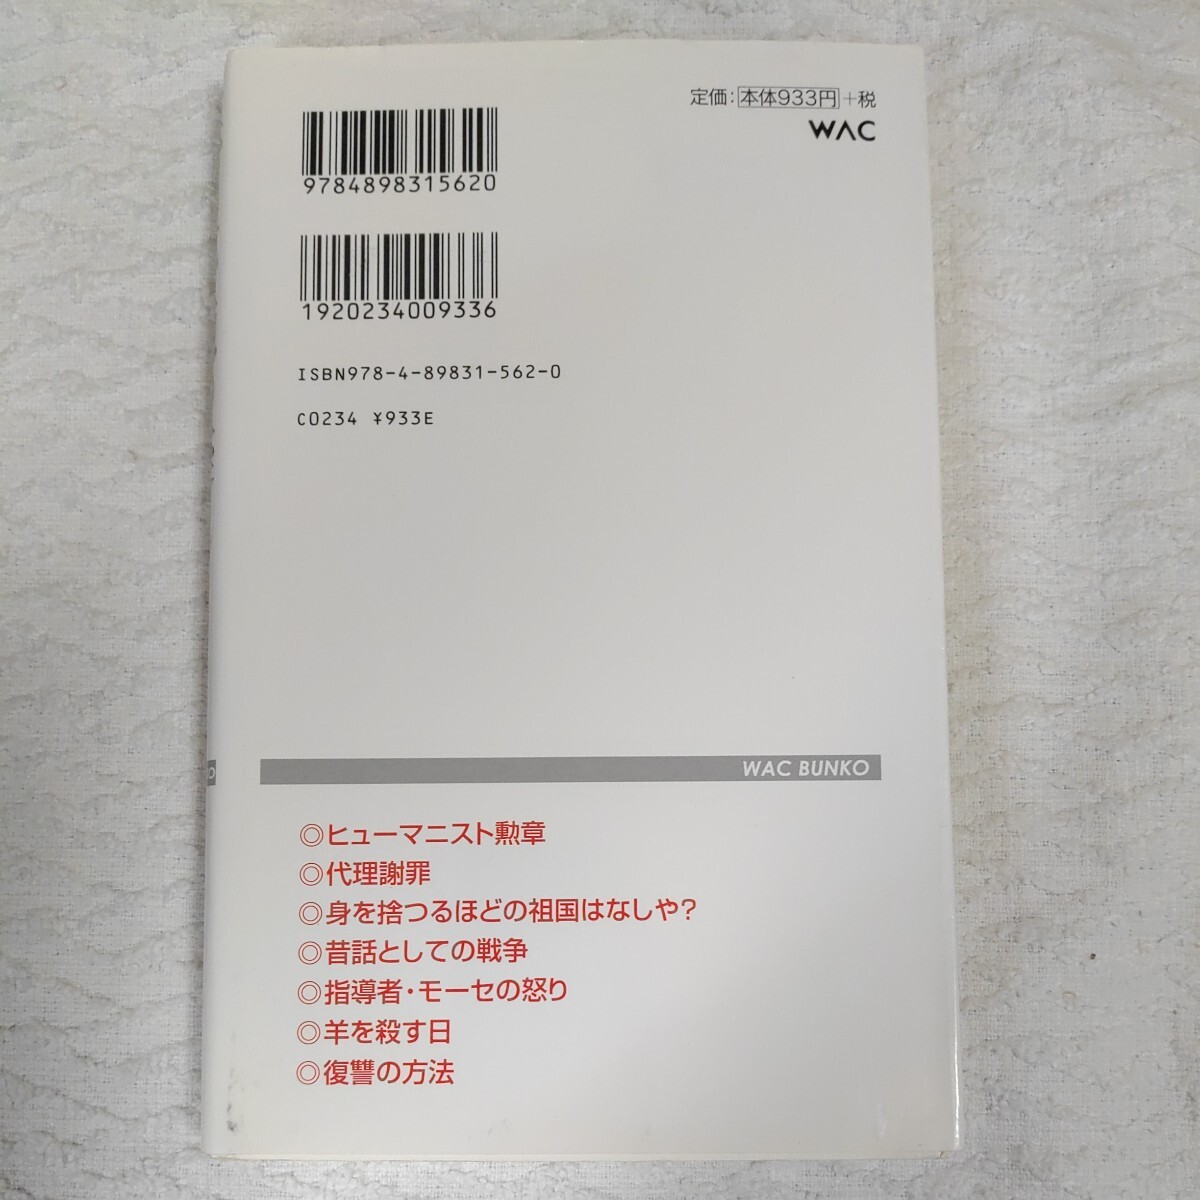 定価:本体933円+税
WAC
9784898315620
1920234009336
ISBN978-4-89831-562-0
C0234 ¥933E
WAC BUNKO
◎ヒューマニスト勲章
◎代理謝罪
◎身を捨つるほどの祖国はなしや?
◎昔話としての戦争
◎指導者・モーセの怒り
◎羊を殺す日
◎復讐の方法